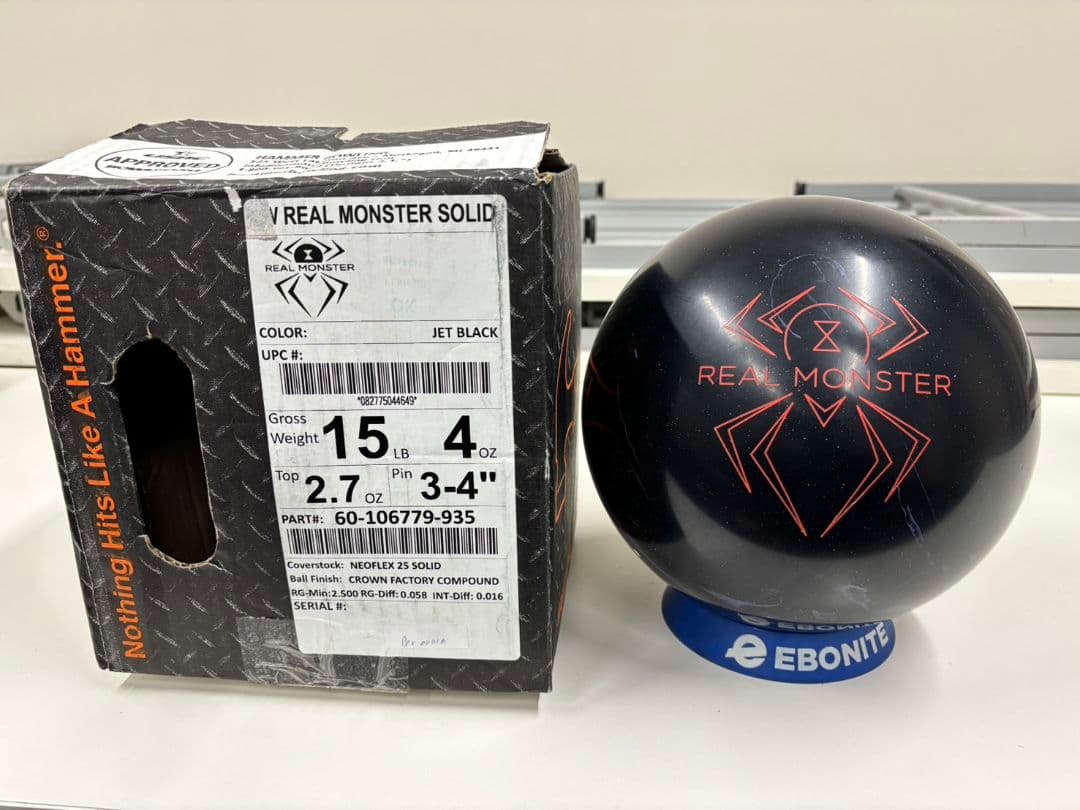 APPROVED
HAMMER BOWLING
Nothing Hits Like A Hammer.®
W REAL MONSTER SOLID
REAL MONSTER
COLOR: JET BLACK
UPC #:
*082775044649*
Gross Weight 15 LB 4 OZ
Top 2.7 OZ Pin 3-4"
PART#: 60-106779-935
Coverstock: NEOFLEX 25 SOLID
Ball Finish: CROWN FACTORY COMPOUND
RG-Min:2.500 RG-Diff: 0.058 INT-Diff: 0.016
SERIAL #:
REAL MONSTER
EBONITE
e EBONITE